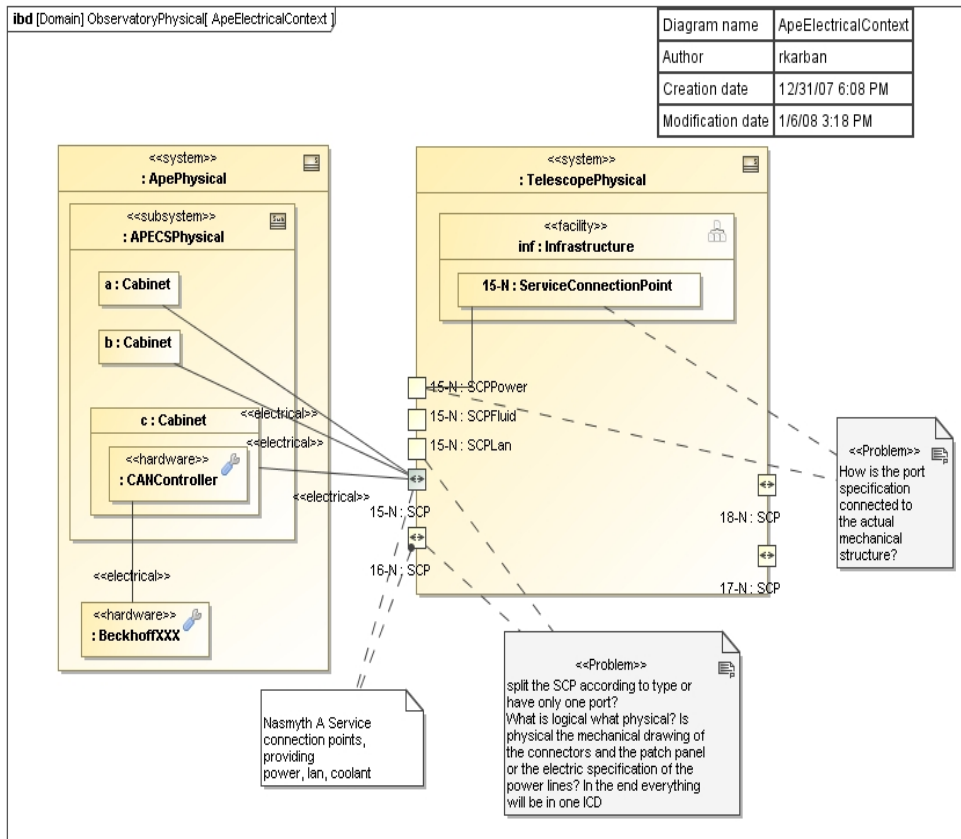 ibd [Domain] ObservatoryPhysical[ ApeElectricalContext ]
Diagram name ApeElectricalContext
Author rkarban
Creation date 12/31/07 6:08 PM
Modification date 1/6/08 3:18 PM
<<system>>
: ApePhysical
<<subsystem>>
: APECSPhysical
a : Cabinet
b : Cabinet
c : Cabinet
<<hardware>>
: CANController
<<electrical>>
<<electrical>>
<<electrical>>
<<electrical>>
<<hardware>>
: BeckhoffXXX
<<system>>
: TelescopePhysical
<<facility>>
inf : Infrastructure
15-N : ServiceConnectionPoint
15-N : SCPPower
15-N : SCPFluid
15-N : SCPLan
15-N : SCP
16-N : SCP
18-N : SCP
17-N : SCP
<<Problem>>
How is the port
specification
connected to
the actual
mechanical
structure?
Nasmyth A Service
connection points,
providing
power, lan, coolant
<<Problem>>
split the SCP according to type or
have only one port?
What is logical what physical? Is
physical the mechanical drawing of
the connectors and the patch panel
or the electric specification of the
power lines? In the end everything
will be in one ICD